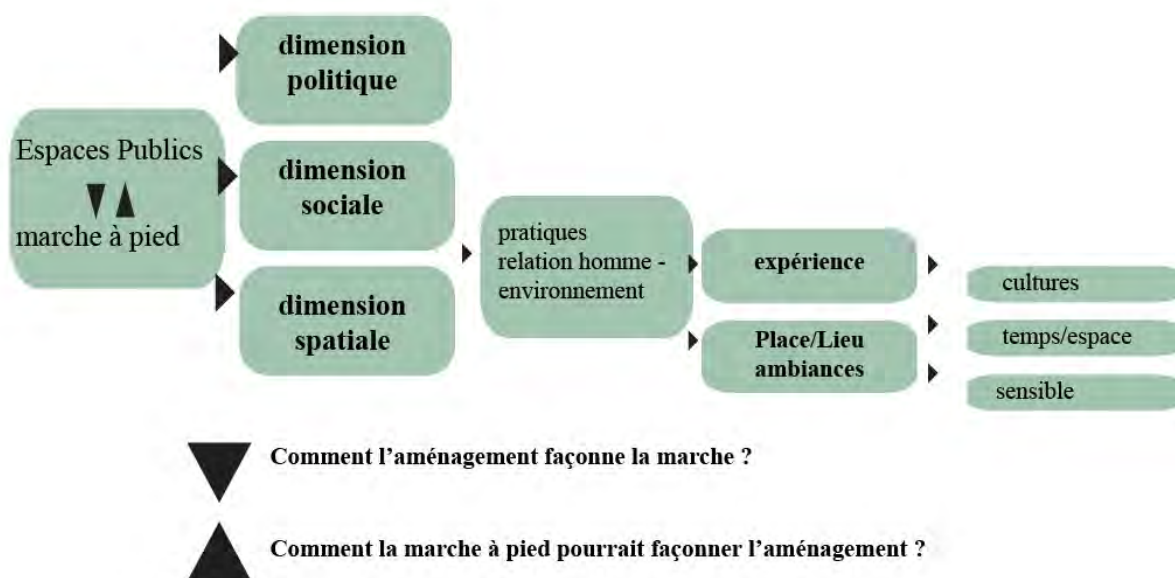 Espaces Publics
marche à pied
dimension
politique
dimension
sociale
dimension
spatiale
pratiques
relation homme -
environnement
expérience
Place/Lieu
ambiances
cultures
temps/espace
sensible
Comment l’aménagement façonne la marche ?
Comment la marche à pied pourrait façonner l’aménagement ?